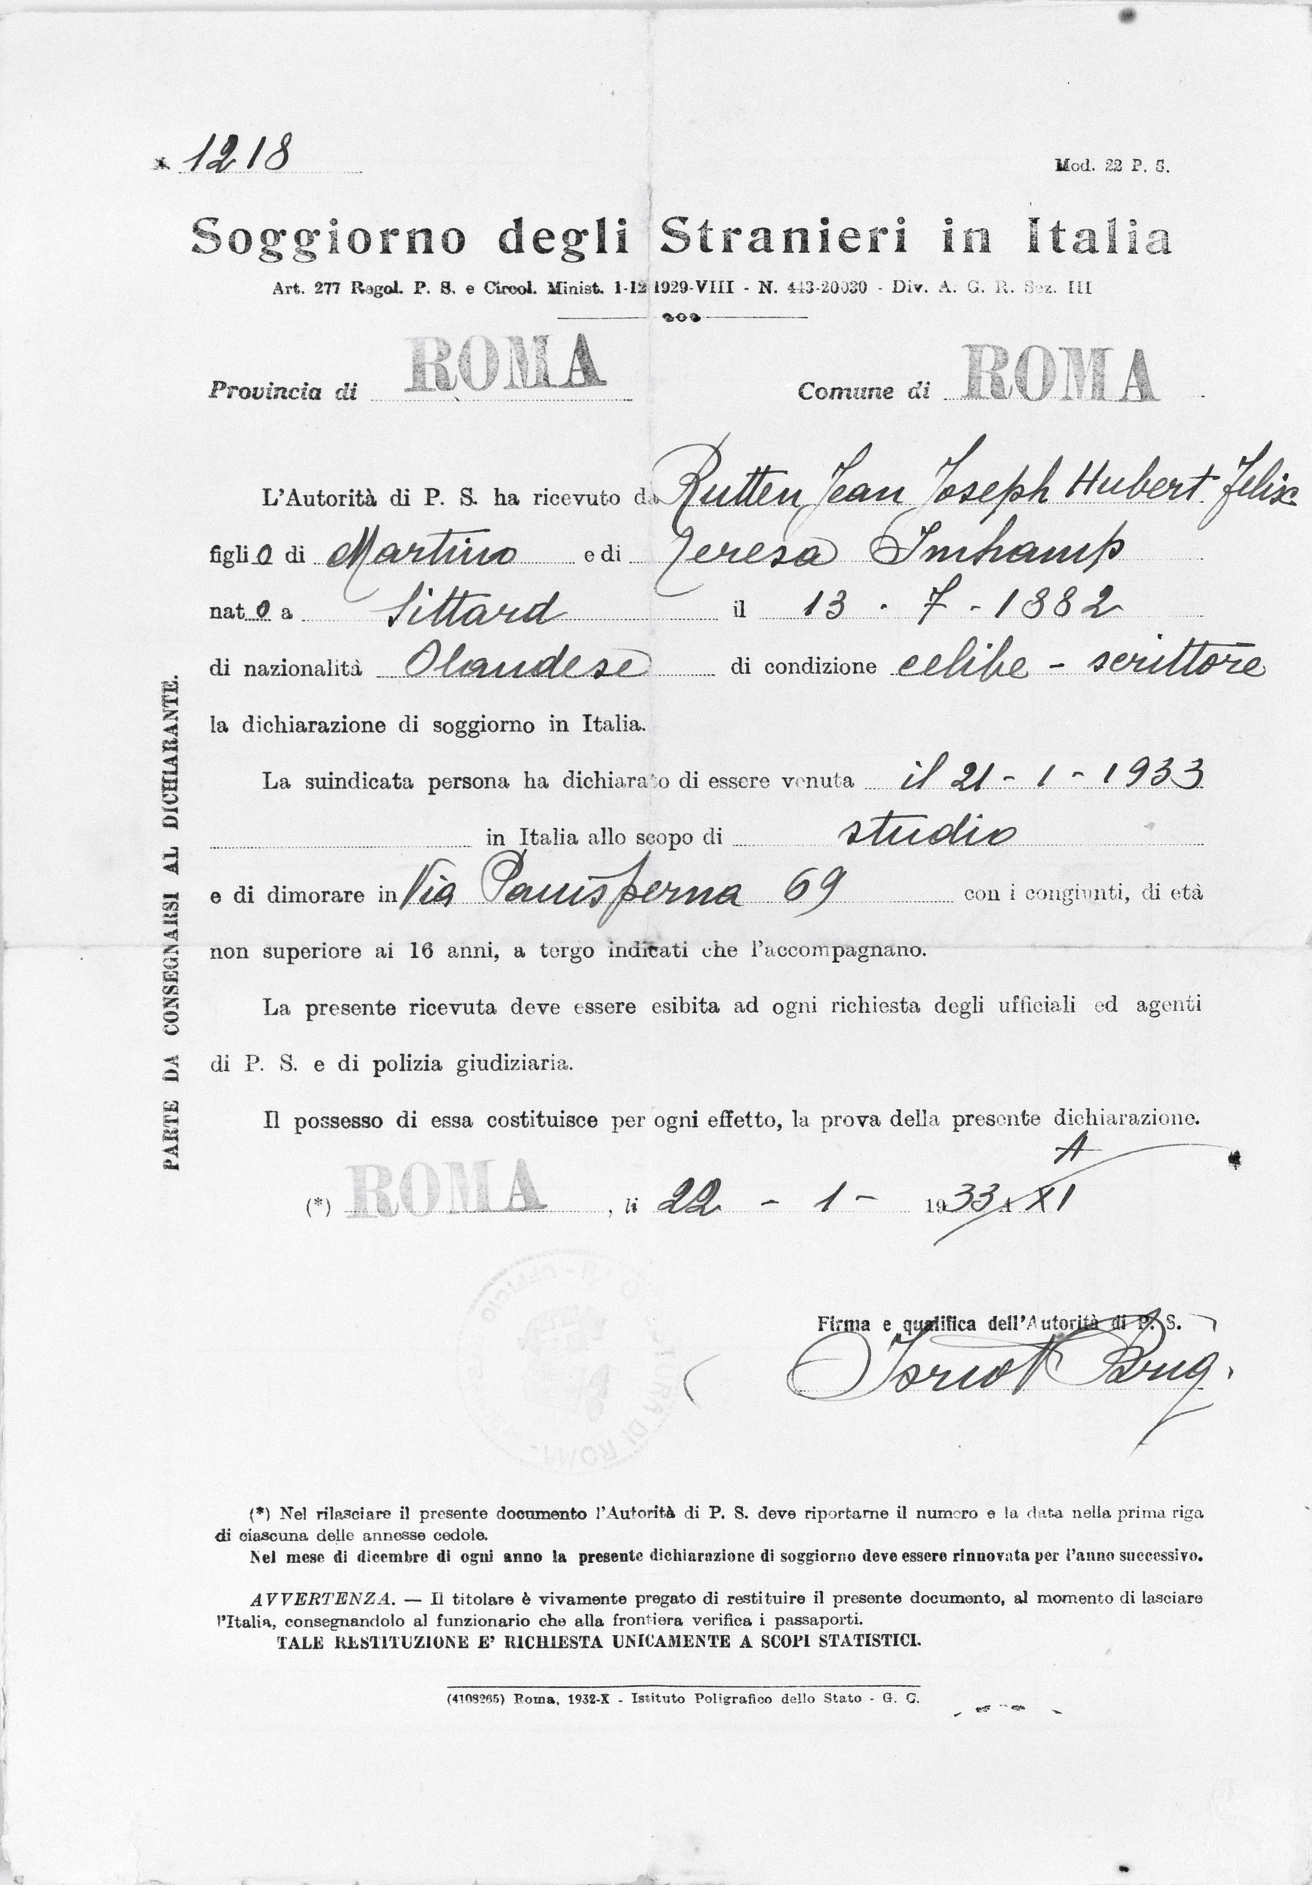 1218
Mod. 22 P. S.
Soggiorno degli Stranieri in Italia
Art. 277 Regol. P. S. e Circol. Minist. 1-12 1929-VIII - N. 443-20030 - Div. A. G. R. Sez. III
Provincia di ROMA Comune di ROMA
L'Autorità di P. S. ha ricevuto da Rutten Jean Joseph Hubert Felix
figlio di Martino e di Teresa Imhamp
nato a Sittard il 13 - 7 - 1882
di nazionalità Olandese di condizione celibe - scrittore
la dichiarazione di soggiorno in Italia.
La suindicata persona ha dichiarato di essere venuta il 21 - 1 - 1933
in Italia allo scopo di studio
e di dimorare in Via Panisperna 69 con i congiunti, di età
non superiore ai 16 anni, a tergo indicati che l'accompagnano.
La presente ricevuta deve essere esibita ad ogni richiesta degli ufficiali ed agenti
di P. S. e di polizia giudiziaria.
Il possesso di essa costituisce per ogni effetto, la prova della presente dichiarazione.
(*) ROMA, li 22 - 1 - 1933 A XI
Firma e qualifica dell'Autorità di P. S.
(*) Nel rilasciare il presente documento l'Autorità di P. S. deve riportarne il numero e la data nella prima riga
di ciascuna delle annesse cedole.
Nel mese di dicembre di ogni anno la presente dichiarazione di soggiorno deve essere rinnovata per l'anno successivo.
AVVERTENZA. — Il titolare è vivamente pregato di restituire il presente documento, al momento di lasciare
l'Italia, consegnandolo al funzionario che alla frontiera verifica i passaporti.
TALE RESTITUZIONE E' RICHIESTA UNICAMENTE A SCOPI STATISTICI.
(4108265) Roma, 1932-X - Istituto Poligrafico dello Stato - G. C.
PARTE DA CONSEGNARSI AL DICHIARANTE.